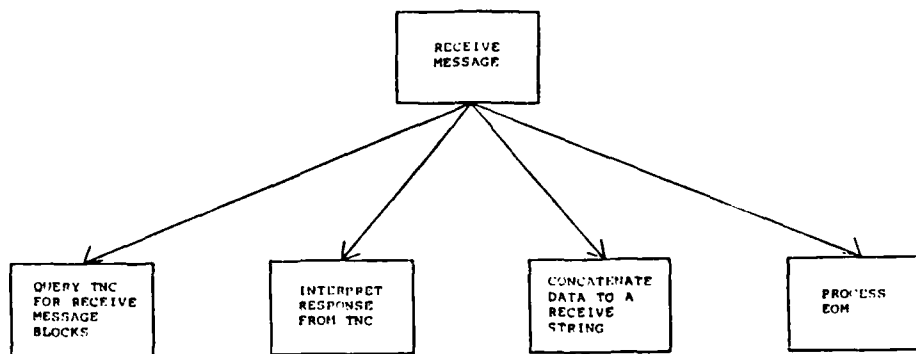 RECEIVE
MESSAGE
QUERY TNC
FOR RECEIVE
MESSAGE
BLOCKS
INTERPRET
RESPONSE
FROM TNC
CONCATENATE
DATA TO A
RECEIVE
STRING
PROCESS
EOM